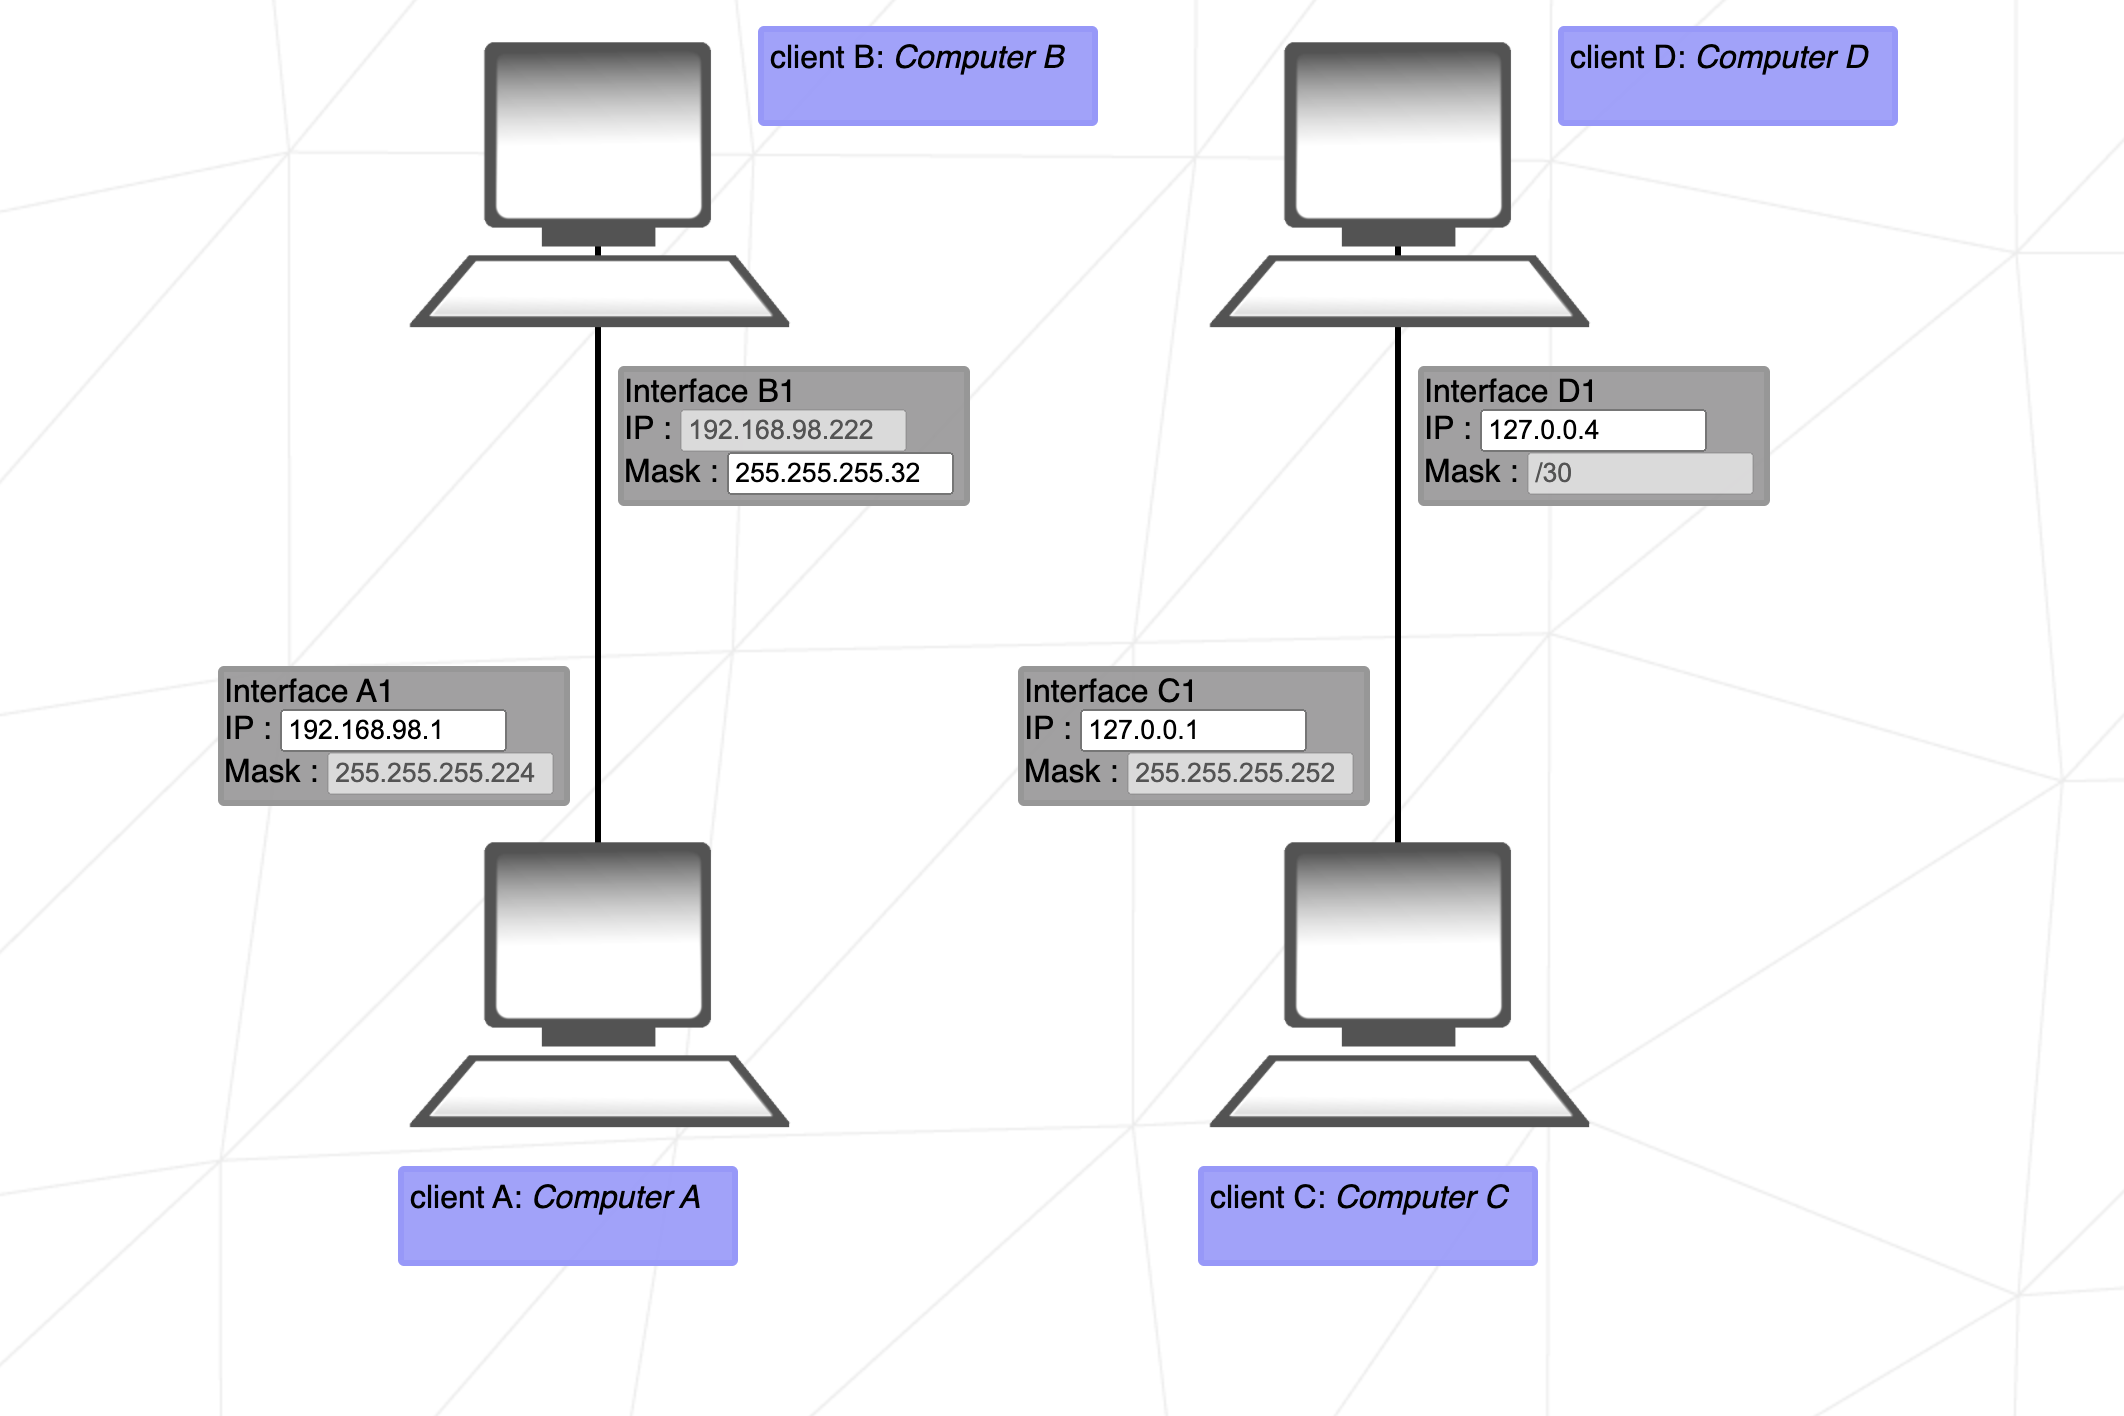 client B: Computer B
client D: Computer D
Interface B1
IP : 192.168.98.222
Mask : 255.255.255.32
Interface D1
IP : 127.0.0.4
Mask : /30
Interface A1
IP : 192.168.98.1
Mask : 255.255.255.224
Interface C1
IP : 127.0.0.1
Mask : 255.255.255.252
client A: Computer A
client C: Computer C